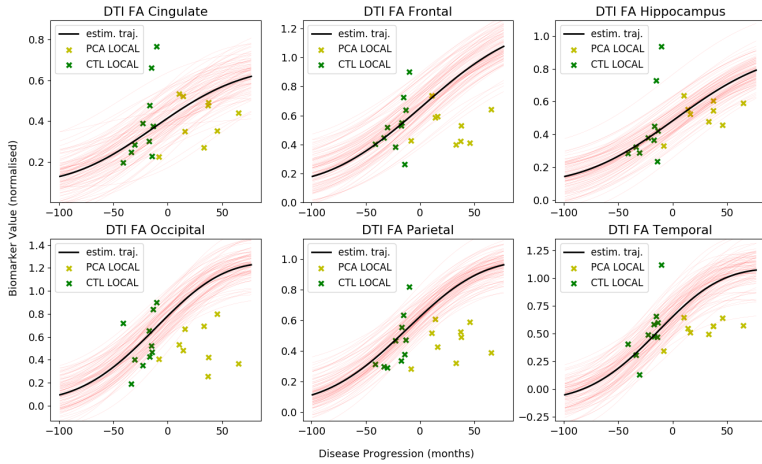 DTI FA Cingulate
DTI FA Frontal
DTI FA Hippocampus
estim. traj.
PCA LOCAL
CTL LOCAL
estim. traj.
PCA LOCAL
CTL LOCAL
estim. traj.
PCA LOCAL
CTL LOCAL
0.8
0.6
0.4
0.2
1.2
1.0
0.8
0.6
0.4
0.2
0.0
1.0
0.8
0.6
0.4
0.2
0.0
−100 −50 0 50
−100 −50 0 50
−100 −50 0 50
Biomarker Value (normalised)
DTI FA Occipital
DTI FA Parietal
DTI FA Temporal
estim. traj.
PCA LOCAL
CTL LOCAL
estim. traj.
PCA LOCAL
CTL LOCAL
estim. traj.
PCA LOCAL
CTL LOCAL
1.4
1.2
1.0
0.8
0.6
0.4
0.2
0.0
1.0
0.8
0.6
0.4
0.2
0.0
1.25
1.00
0.75
0.50
0.25
0.00
−0.25
−100 −50 0 50
−100 −50 0 50
−100 −50 0 50
Disease Progression (months)